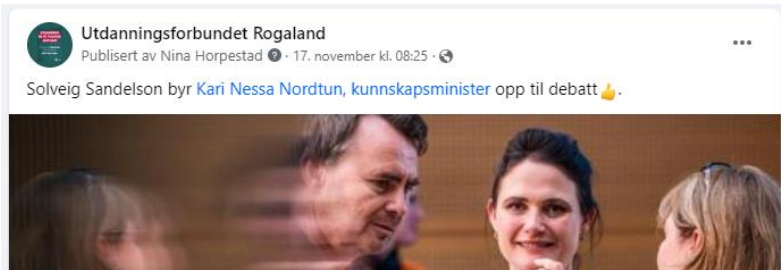 Utdanningsforbundet Rogaland
Publisert av Nina Horpestad · 17. november kl. 08:25 ·
Solveig Sandelson byr Kari Nessa Nordtun, kunnskapsminister opp til debatt👍.